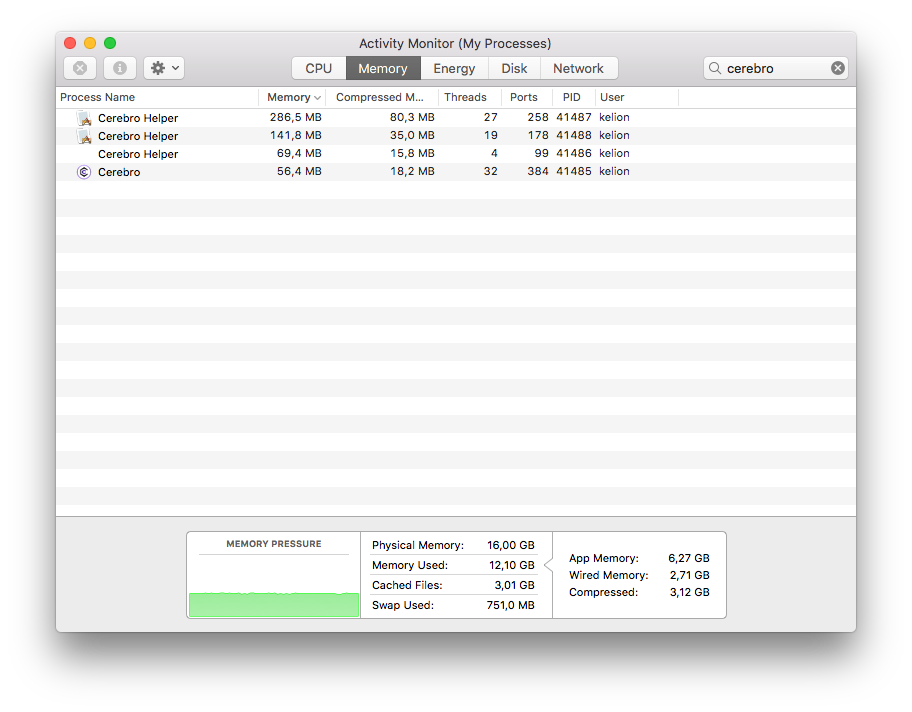 Activity Monitor (My Processes)
CPU Memory Energy Disk Network cerebro
Process Name Memory Compressed M... Threads Ports PID User
Cerebro Helper 286,5 MB 80,3 MB 27 258 41487 kelion
Cerebro Helper 141,8 MB 35,0 MB 19 178 41488 kelion
Cerebro Helper 69,4 MB 15,8 MB 4 99 41486 kelion
Cerebro 56,4 MB 18,2 MB 32 384 41485 kelion
MEMORY PRESSURE
Physical Memory: 16,00 GB
Memory Used: 12,10 GB
Cached Files: 3,01 GB
Swap Used: 751,0 MB
App Memory: 6,27 GB
Wired Memory: 2,71 GB
Compressed: 3,12 GB